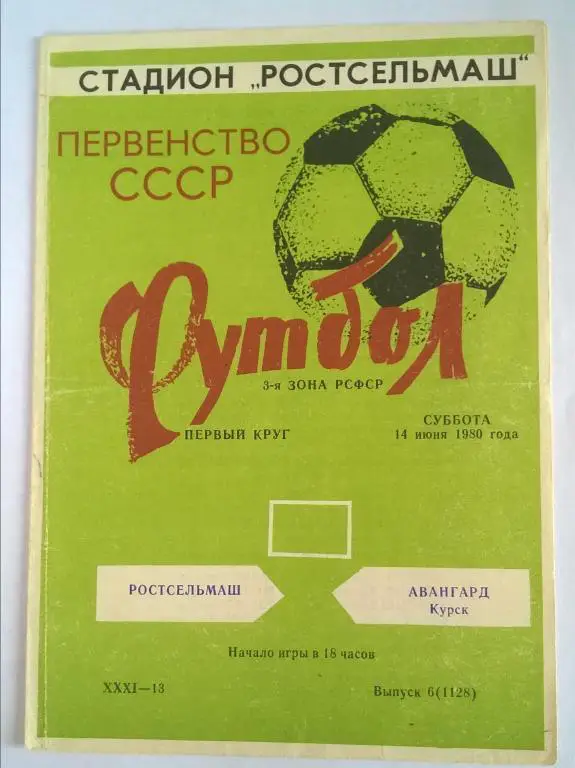 СТАДИОН „РОСТСЕЛЬМАШ"
ПЕРВЕНСТВО
СССР
Футбол
3-я ЗОНА РСФСР
ПЕРВЫЙ КРУГ
СУББОТА
14 июня 1980 года
РОСТСЕЛЬМАШ
АВАНГАРД
Курск
Начало игры в 18 часов
XXXI—13
Выпуск 6(1128)